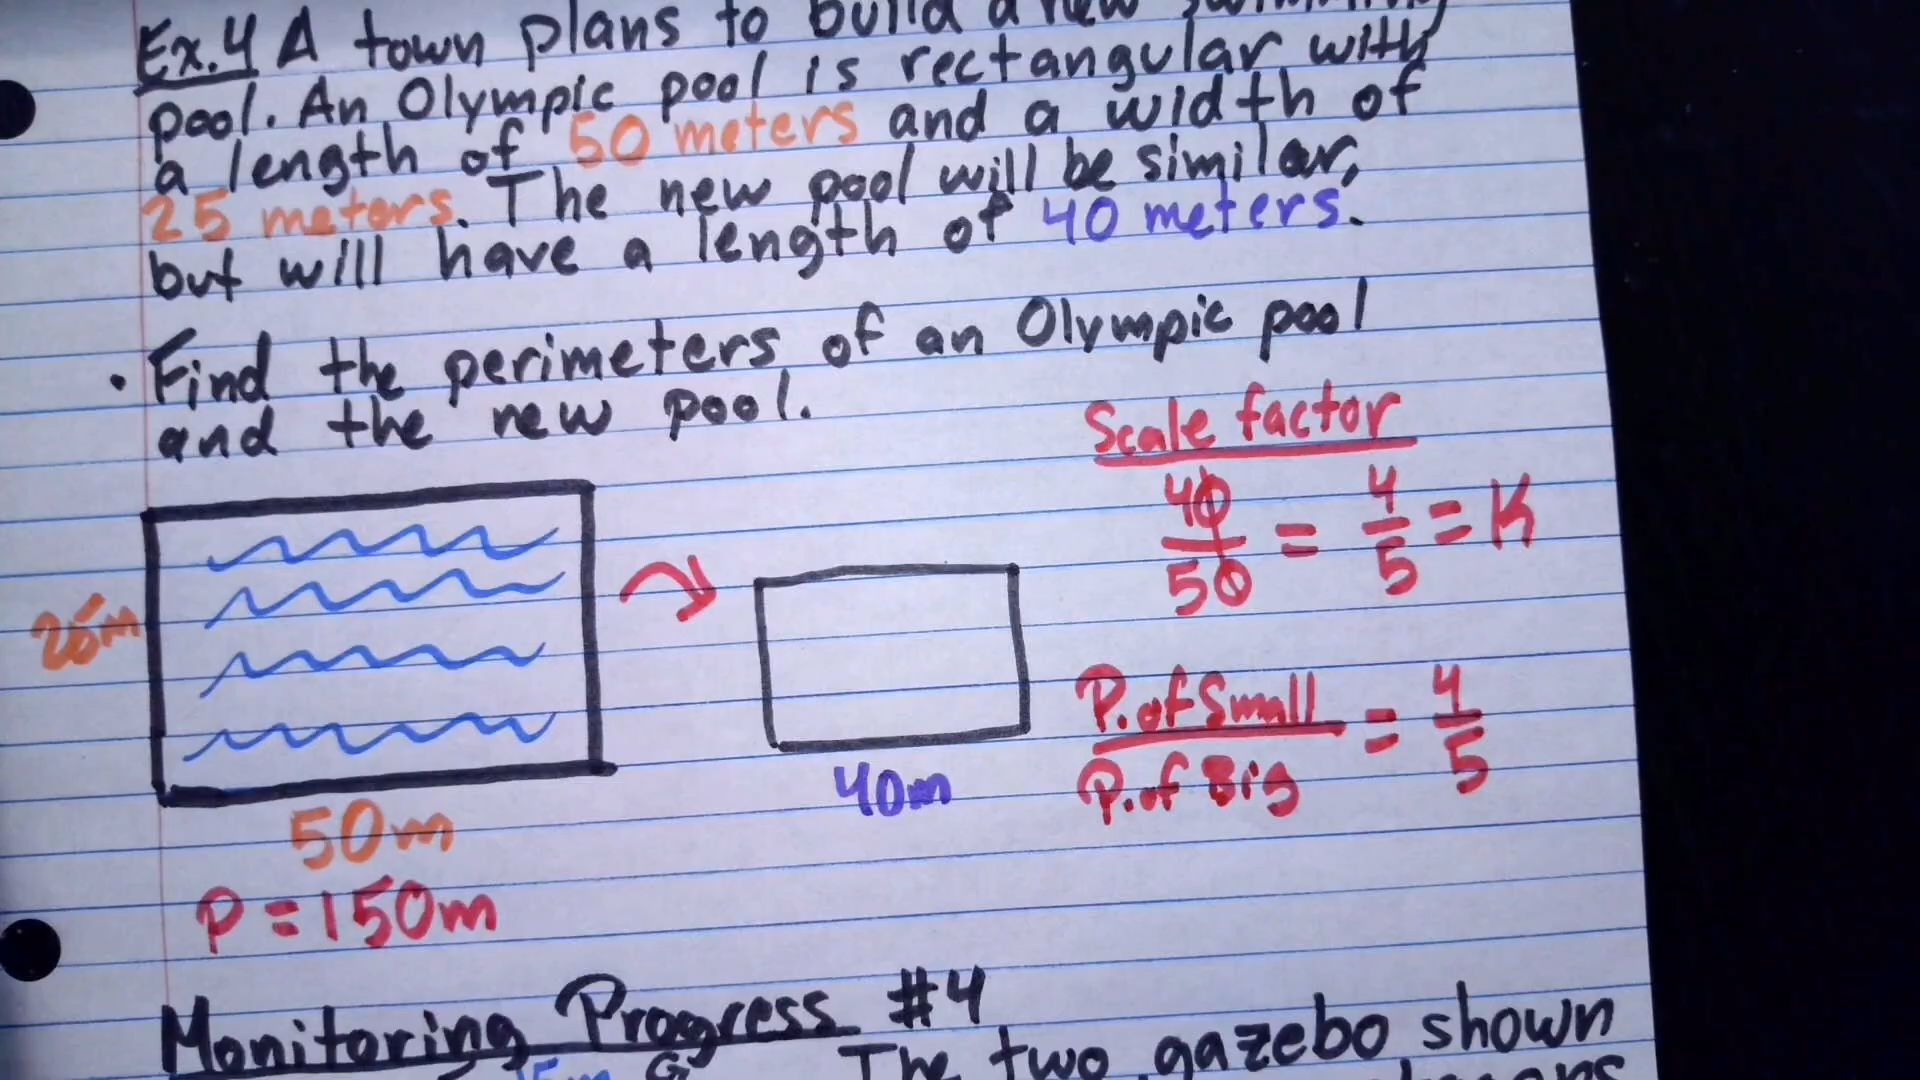 Ex.4 A town plans to build a new swimming
pool. An Olympic pool is rectangular with
a length of 50 meters and a width of
25 meters. The new pool will be similar,
but will have a length of 40 meters.
• Find the perimeters of an Olympic pool
and the new pool.
Scale factor
40/50 = 4/5 = K
25m
P. of Small / P. of Big = 4/5
40m
50m
P = 150m
Monitoring Progress #4
15m G The two gazebo shown